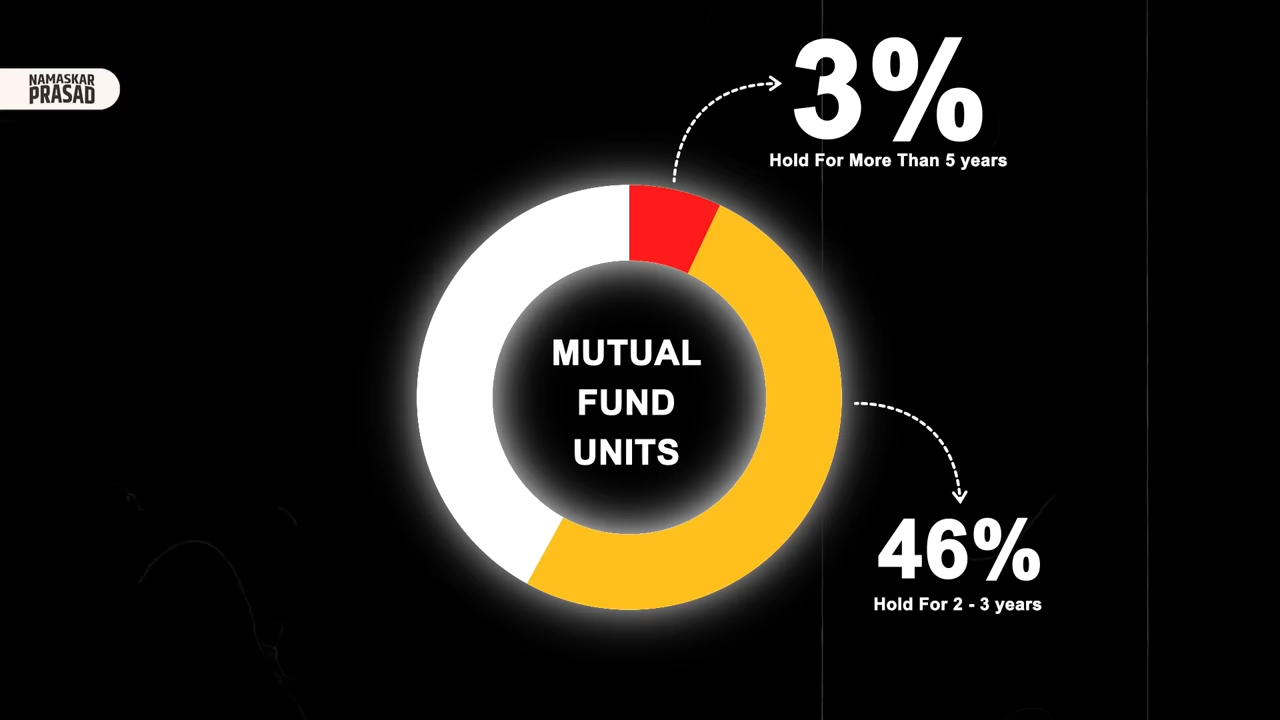 NAMASKAR
PRASAD
3%
Hold For More Than 5 years
MUTUAL
FUND
UNITS
46%
Hold For 2 - 3 years